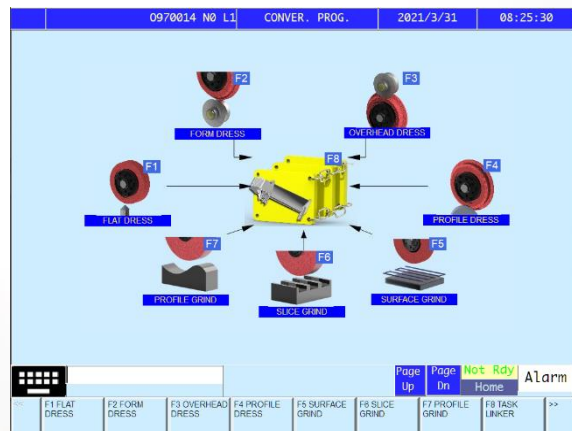 O970014 N0 L1 CONVER. PROG. 2021/3/31 08:25:30
F2 F3
FORM DRESS OVERHEAD DRESS
F1 F8 F4
FLAT DRESS PROFILE DRESS
F7 F6 F5
PROFILE GRIND SLICE GRIND SURFACE GRIND
Page Up Page Dn Not Rdy Home Alarm
<< F1 FLAT DRESS F2 FORM DRESS F3 OVERHEAD DRESS F4 PROFILE DRESS F5 SURFACE GRIND F6 SLICE GRIND F7 PROFILE GRIND F8 TASK LINKER >>